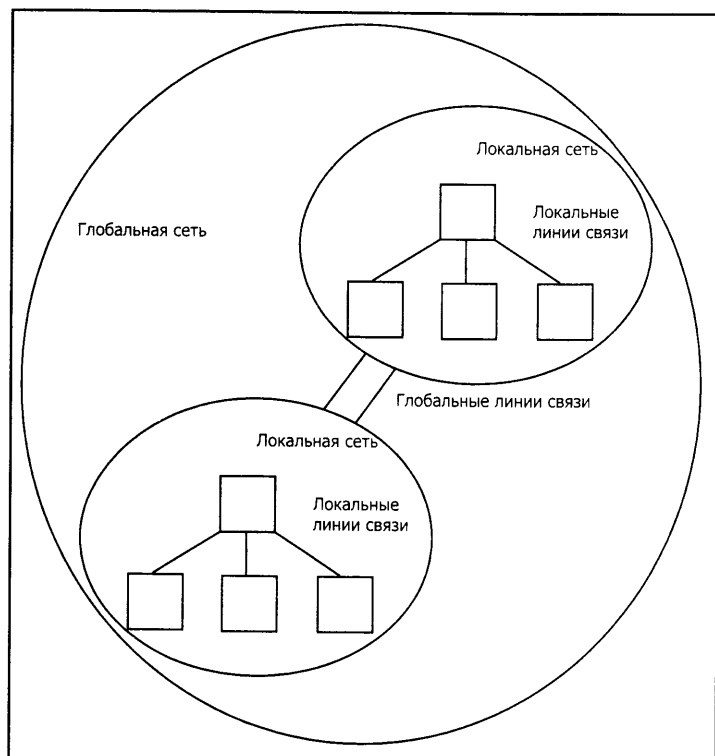 Локальная сеть
Локальные
линии связи
Глобальная сеть
Глобальные линии связи
Локальная сеть
Локальные
линии связи